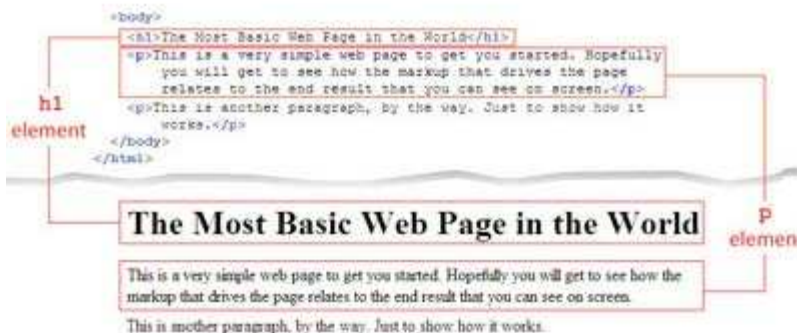 <body>
<h1>The Most Basic Web Page in the World</h1>
<p>This is a very simple web page to get you started. Hopefully
you will get to see how the markup that drives the page
relates to the end result that you can see on screen.</p>
<p>This is another paragraph, by the way. Just to show how it
works.</p>
</body>
</html>
h1
element
The Most Basic Web Page in the World
P
elemen
This is a very simple web page to get you started. Hopefully you will get to see how the
markup that drives the page relates to the end result that you can see on screen.
This is another paragraph, by the way. Just to show how it works.